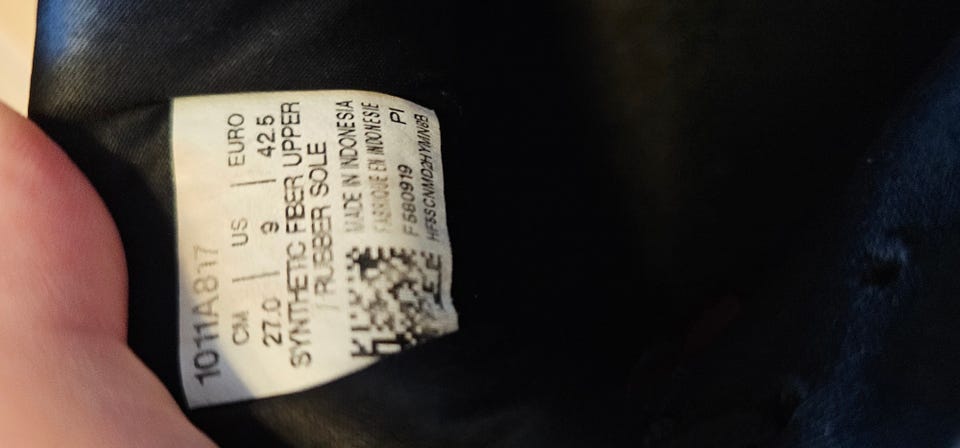 1011A817
CM | US | EURO
27.0 | 9 | 42.5
SYNTHETIC FIBER UPPER
/ RUBBER SOLE
MADE IN INDONESIA
FABRIQUE EN INDONESIE
F580919 PI